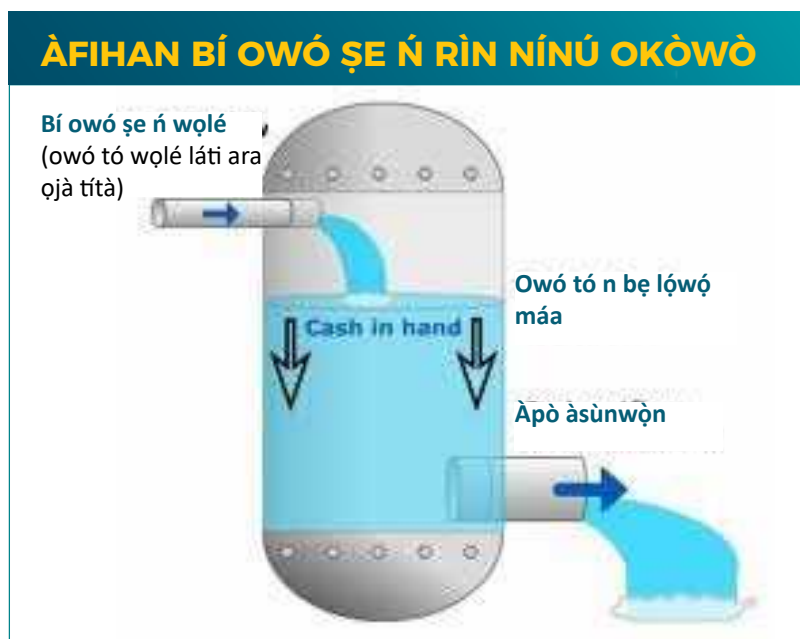 ÀFIHAN BÍ OWÓ ṢE Ń RÌN NÍNÚ OKÒWÒ
Bí owó ṣe ń wọlé
(owó tó wọlé láti ara
ọjà títà)
Cash in hand
Owó tó n bẹ lọ́wọ́
máa
Àpò àsùnwọ̀n